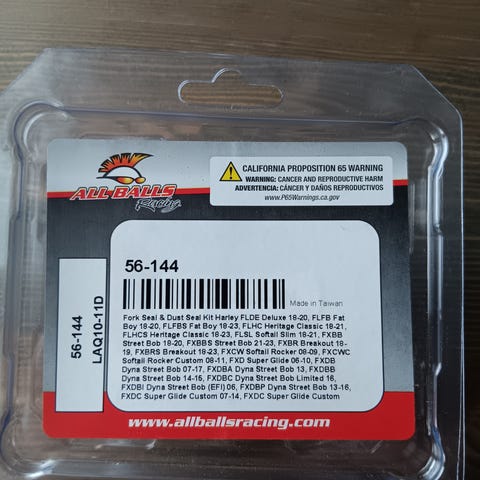 ALL BALLS
Racing
CALIFORNIA PROPOSITION 65 WARNING
WARNING: CANCER AND REPRODUCTIVE HARM
ADVERTENCIA: CÁNCER Y DAÑOS REPRODUCTIVOS
www.P65Warnings.ca.gov
56-144
LAQ10-11D
56-144
Made in Taiwan
Fork Seal & Dust Seal Kit Harley FLDE Deluxe 18-20, FLFB Fat
Boy 18-20, FLFBS Fat Boy 18-23, FLHC Heritage Classic 18-21,
FLHCS Heritage Classic 18-23, FLSL Softail Slim 18-21, FXBB
Street Bob 18-20, FXBBS Street Bob 21-23, FXBR Breakout 18-
19, FXBRS Breakout 18-23, FXCW Softail Rocker 08-09, FXCWC
Softail Rocker Custom 08-11, FXD Super Glide 06-10, FXDB
Dyna Street Bob 07-17, FXDBA Dyna Street Bob 13, FXDBB
Dyna Street Bob 14-15, FXDBC Dyna Street Bob Limited 16,
FXDBI Dyna Street Bob (EFI) 06, FXDBP Dyna Street Bob 13-16,
FXDC Super Glide Custom 07-14, FXDC Super Glide Custom
www.allballsracing.com